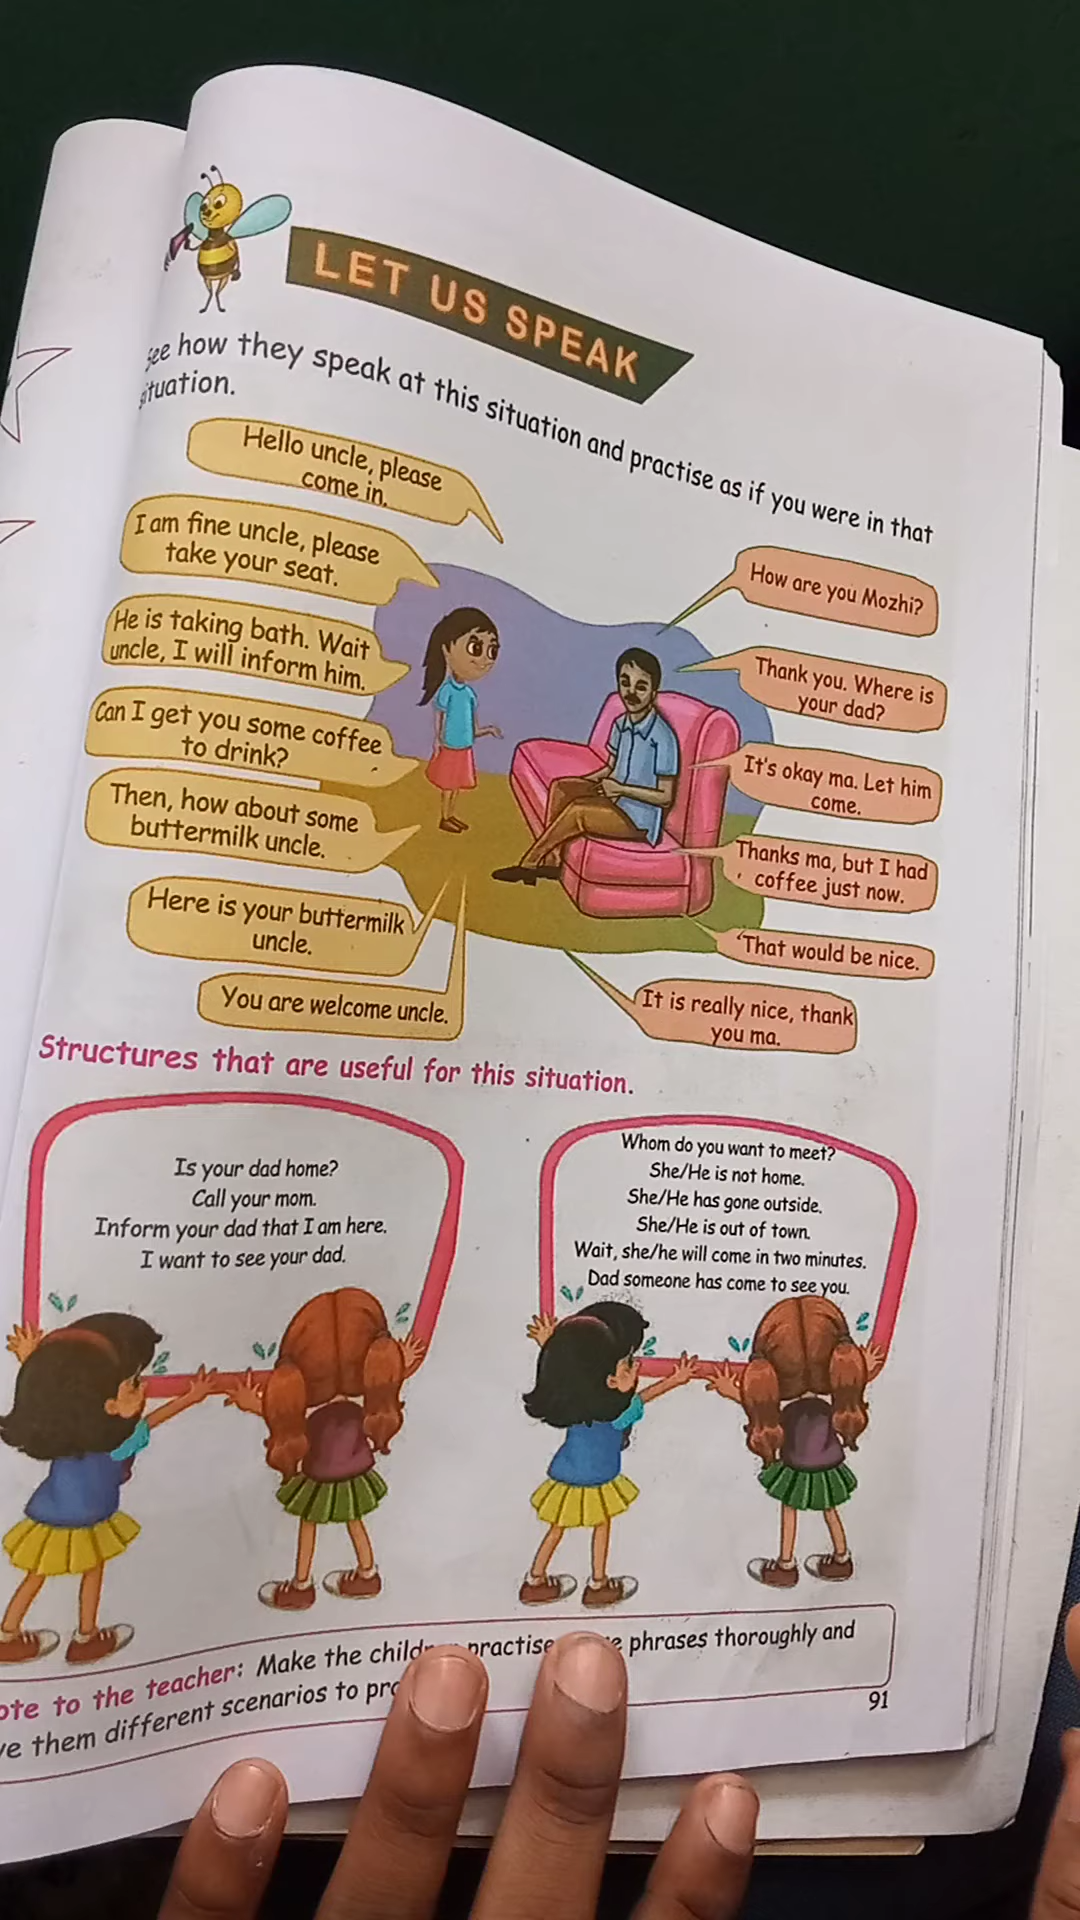 LET US SPEAK
See how they speak at this situation and practise as if you were in that
situation.
Hello uncle, please
come in.
How are you Mozhi?
I am fine uncle, please
take your seat.
Thank you. Where is
your dad?
He is taking bath. Wait
uncle, I will inform him.
It's okay ma. Let him
come.
Can I get you some coffee
to drink?
Thanks ma, but I had
coffee just now.
Then, how about some
buttermilk uncle.
That would be nice.
Here is your buttermilk
uncle.
It is really nice, thank
you ma.
You are welcome uncle.
Structures that are useful for this situation.
Is your dad home?
Call your mom.
Inform your dad that I am here.
I want to see your dad.
Whom do you want to meet?
She/He is not home.
She/He has gone outside.
She/He is out of town.
Wait, she/he will come in two minutes.
Dad someone has come to see you.
to the teacher: Make the practise phrases thoroughly and
them different scenarios to
91